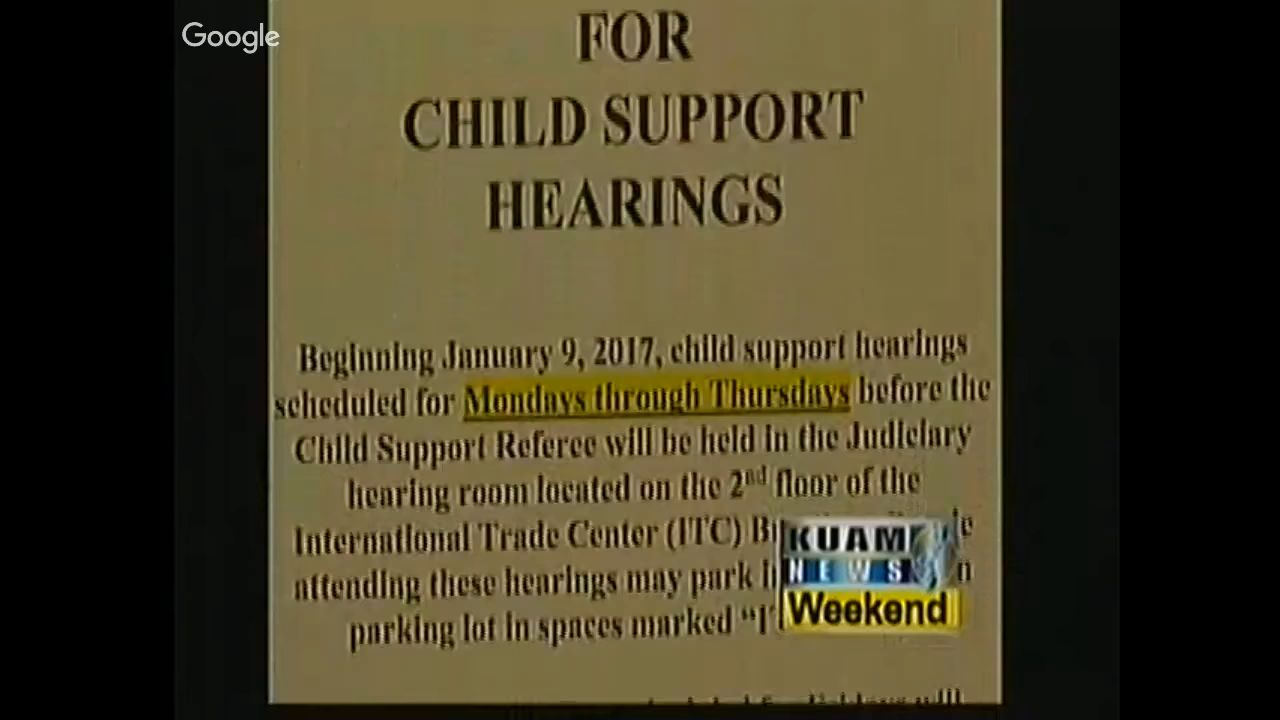 Google
FOR
CHILD SUPPORT
HEARINGS
Beginning January 9, 2017, child support hearings
scheduled for Mondays through Thursdays before the
Child Support Referee will be held in the Judiciary
hearing room located on the 2nd floor of the
International Trade Center (ITC)
attending these hearings may park
parking lot in spaces marked
KUAM
NEWS
Weekend